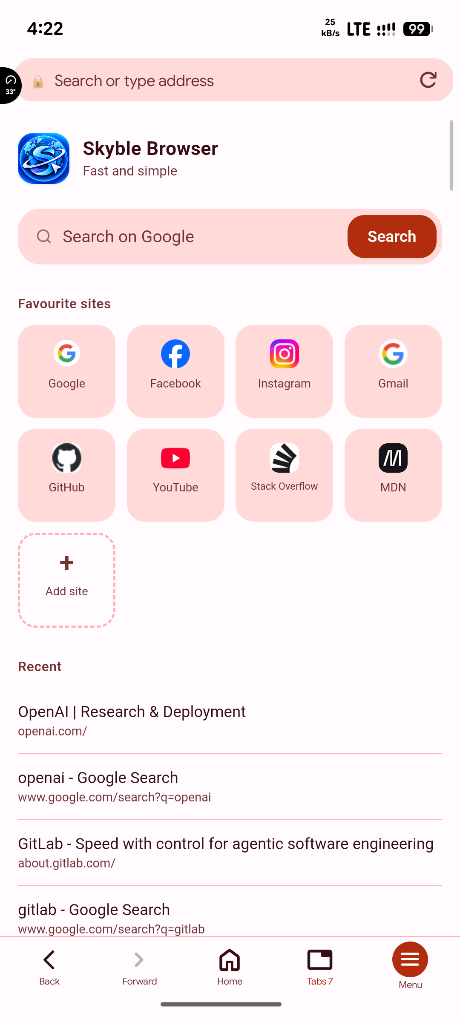 4:22
25
kB/s
LTE
99
33°
Search or type address
Skyble Browser
Fast and simple
Search on Google
Search
Favourite sites
Google
Facebook
Instagram
Gmail
GitHub
YouTube
Stack Overflow
MDN
+
Add site
Recent
OpenAI | Research & Deployment
openai.com/
openai - Google Search
www.google.com/search?q=openai
GitLab - Speed with control for agentic software engineering
about.gitlab.com/
gitlab - Google Search
www.google.com/search?q=gitlab
Back
Forward
Home
Tabs 7
Menu